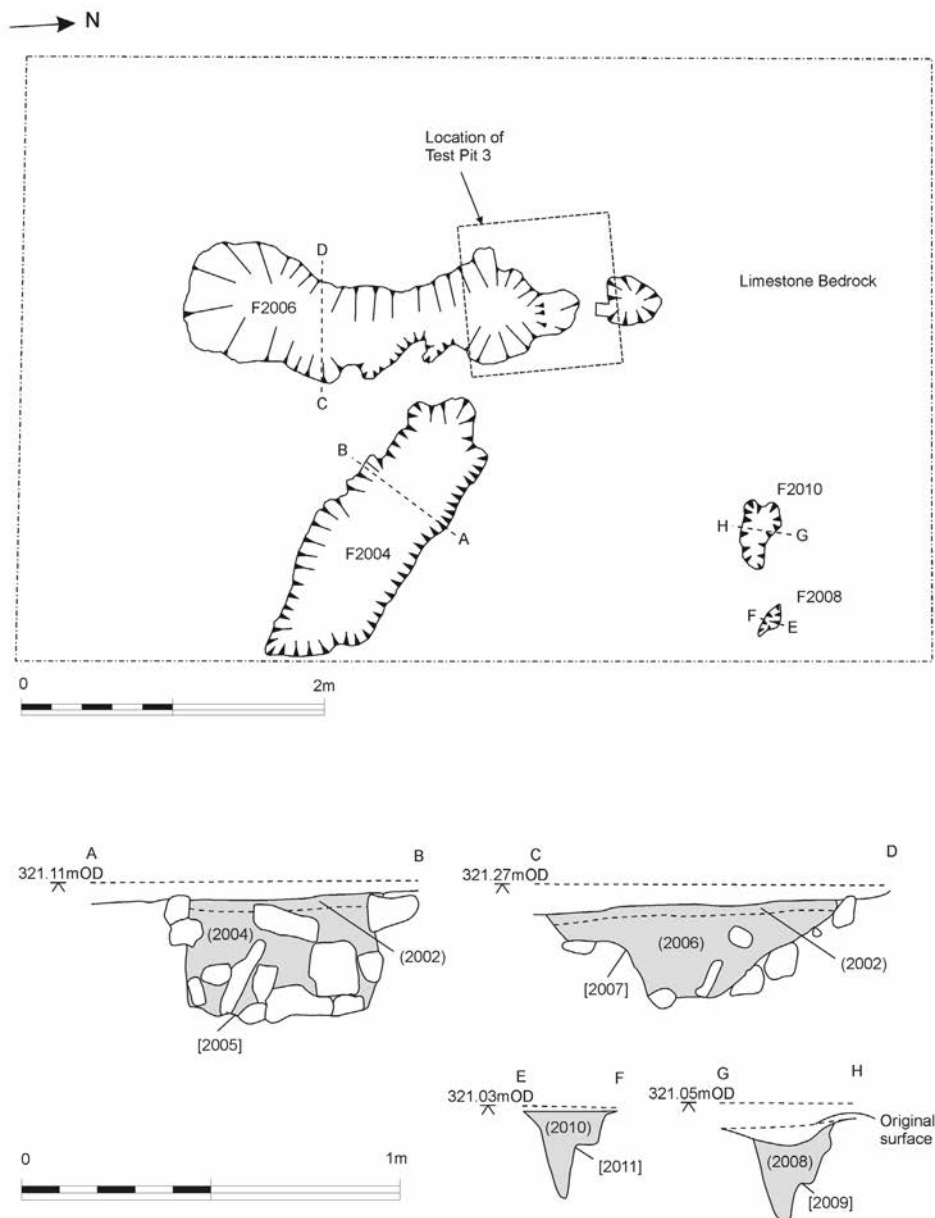 N
Location of
Test Pit 3
D
Limestone Bedrock
F2006
C
B
F2010
H
G
A
F2004
F2008
F
E
0 2m
A B C D
321.11mOD 321.27mOD
(2004) (2006)
(2002) (2002)
[2007]
[2005]
E F G H
321.03mOD 321.05mOD
Original
surface
(2010)
(2008)
[2011]
[2009]
0 1m